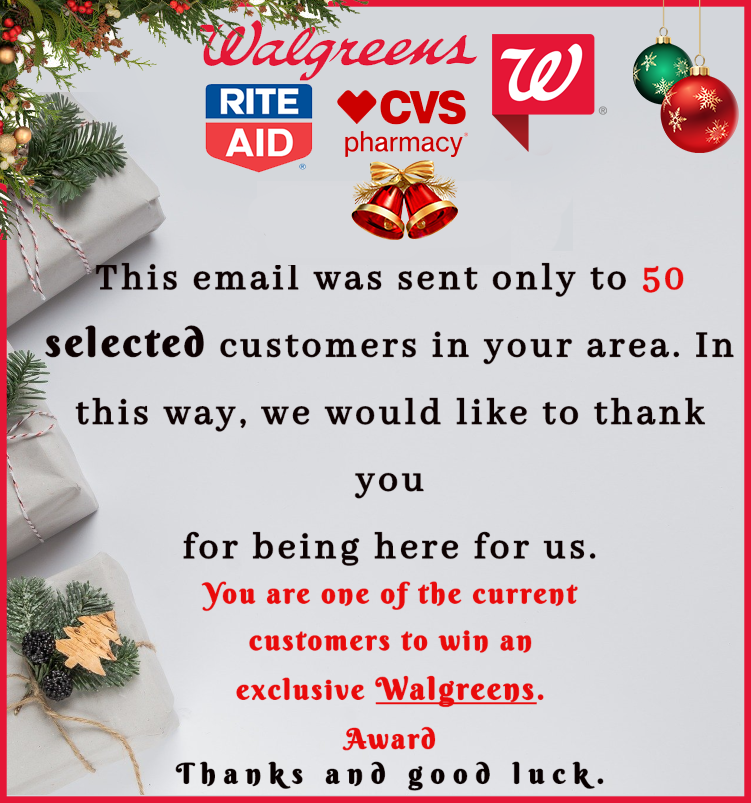 Walgreens
W
®
RITE
AID
®
CVS
pharmacy®
This email was sent only to 50
selected customers in your area. In
this way, we would like to thank
you
for being here for us.
You are one of the current
customers to win an
exclusive Walgreens.
Award
Thanks and good luck.